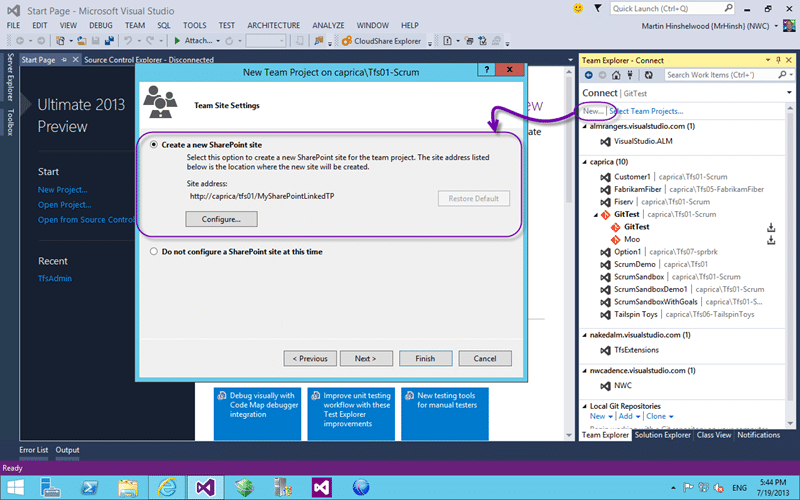 Start Page - Microsoft Visual Studio
Quick Launch (Ctrl+Q)
FILE EDIT VIEW DEBUG TEAM SQL TOOLS TEST ARCHITECTURE ANALYZE WINDOW HELP
Martin Hinshelwood (MrHinsh) (NWC)
Attach...
CloudShare Explorer
Server Explorer
Toolbox
Start Page
Source Control Explorer - Disconnected
Ultimate 2013
Preview
Start
New Project...
Open Project...
Open from Source Control
Recent
TfsAdmin
New Team Project on caprica\Tfs01-Scrum
?
Team Site Settings
Create a new SharePoint site
Select this option to create a new SharePoint site for the team project. The site address listed
below is the location where the new site will be created.
Site address:
http://caprica/tfs01/MySharePointLinkedTP
Restore Default
Configure...
Do not configure a SharePoint site at this time
< Previous
Next >
Finish
Cancel
Debug visually with
Code Map debugger
integration
Improve unit testing
workflow with these
Test Explorer
improvements
New testing tools
for manual testers
Team Explorer - Connect
Search Work Items (Ctrl+')
Connect | GitTest
New... Select Team Projects...
almrangers.visualstudio.com (1)
VisualStudio.ALM
caprica (10)
Customer1 | caprica\Tfs01-Scrum
FabrikamFiber | caprica\Tfs05-FabrikamFiber
Fiserv | caprica\Tfs01-Scrum
GitTest | caprica\Tfs01-Scrum
GitTest
Moo
Option1 | caprica\Tfs07-sprbrk
ScrumDemo | caprica\Tfs01
ScrumSandbox | caprica\Tfs01-Scrum
ScrumSandboxDemo1 | caprica\Tfs01-Scrum
ScrumSandboxWithGoals | caprica\Tfs01-S...
Tailspin Toys | caprica\Tfs06-TailspinToys
nakedalm.visualstudio.com (1)
TfsExtensions
nwcadence.visualstudio.com (1)
NWC
Local Git Repositories
New Add Clone
Team Explorer Solution Explorer Class View Notifications
Error List Output
Ready
ENG
5:44 PM
7/19/2013